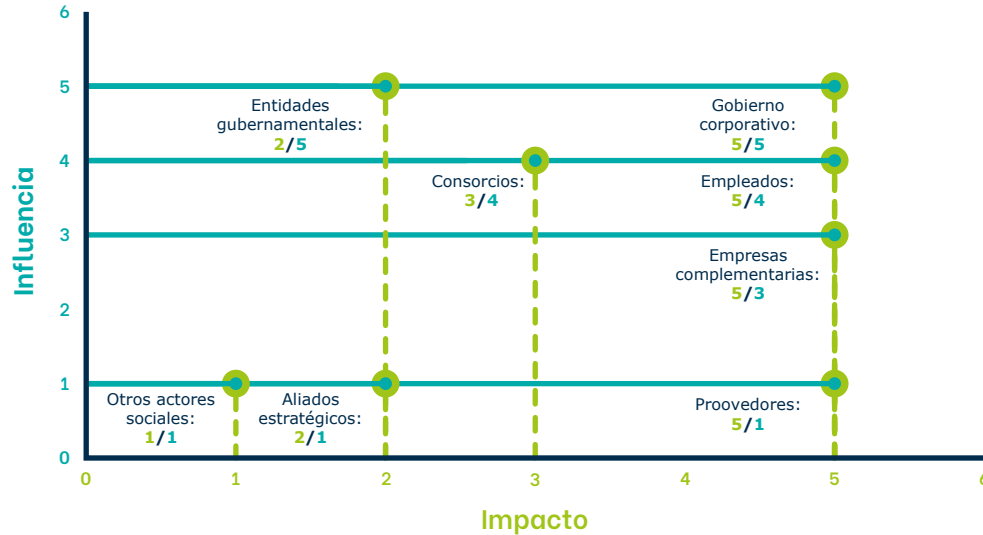 6
5
Entidades
gubernamentales:
2/5
Gobierno
corporativo:
5/5
4
Consorcios:
3/4
Empleados:
5/4
Influencia
3
Empresas
complementarias:
5/3
2
1
Otros actores
sociales:
1/1
Aliados
estratégicos:
2/1
Proovedores:
5/1
0
0 1 2 3 4 5 6
Impacto